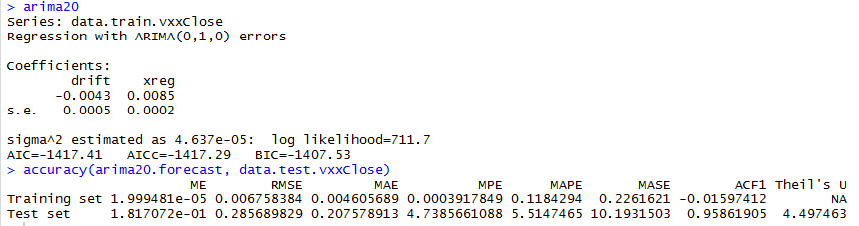 > arima20
Series: data.train.vxxClose
Regression with ARIMA(0,1,0) errors
Coefficients:
drift xreg
-0.0043 0.0085
s.e. 0.0005 0.0002
sigma^2 estimated as 4.637e-05: log likelihood=711.7
AIC=-1417.41 AICc=-1417.29 BIC=-1407.53
> accuracy(arima20.forecast, data.test.vxxClose)
ME RMSE MAE MPE MAPE MASE ACF1 Theil's U
Training set 1.999481e-05 0.006758384 0.004605689 0.0003917849 0.1184294 0.2261621 -0.01597412 NA
Test set 1.817072e-01 0.285689829 0.207578913 4.7385661088 5.5147465 10.1931503 0.95861905 4.497463